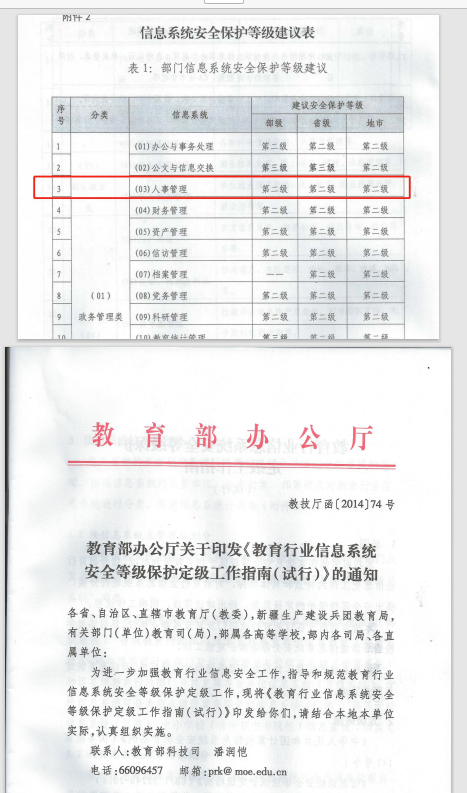 附件2
信息系统安全保护等级建议表
表1：部门信息系统安全保护等级建议
序号 分类 信息系统 建议安全保护等级
部级 省级 地市
1 (01)办公与事务处理 第二级 第二级 第二级
2 (02)公文与信息交换 第三级 第三级 第二级
3 (03)人事管理 第二级 第二级 第二级
4 (04)财务管理 第二级 第二级 第二级
5 (05)资产管理 第二级 第二级 第二级
6 (06)信访管理 第二级 第二级 第二级
7 (07)档案管理 —— 第二级 第二级
8 (01) (08)党务管理 第二级 第二级 第二级
9 政务管理类 (09)科研管理 第二级 第二级 第二级
10 (10)教育统计管理 第三级 第二级 第二级
教育部办公厅
教技厅函[2014]74号
教育部办公厅关于印发《教育行业信息系统
安全等级保护定级工作指南(试行)》的通知
各省、自治区、直辖市教育厅(教委),新疆生产建设兵团教育局,
有关部门(单位)教育司(局),部属各高等学校,部内各司局、各直
属单位:
为进一步加强教育行业信息安全工作,指导和规范教育行业
信息系统安全等级保护定级工作,现将《教育行业信息系统安全
等级保护定级工作指南(试行)》印发给你们,请结合本地本单位
实际,认真组织实施。
联系人:教育部科技司 潘润恺
电话:66096457 邮箱:prk@moe.edu.cn